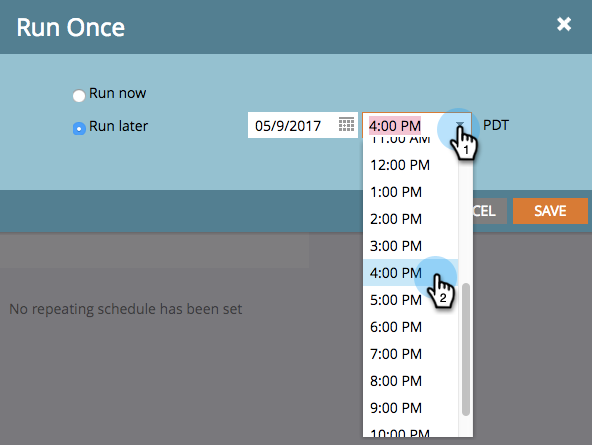 Run Once
Run now
Run later
05/9/2017
4:00 PM
PDT
1
11:00 AM
12:00 PM
1:00 PM
2:00 PM
3:00 PM
4:00 PM
2
5:00 PM
6:00 PM
7:00 PM
8:00 PM
9:00 PM
10:00 PM
CEL
SAVE
No repeating schedule has been set